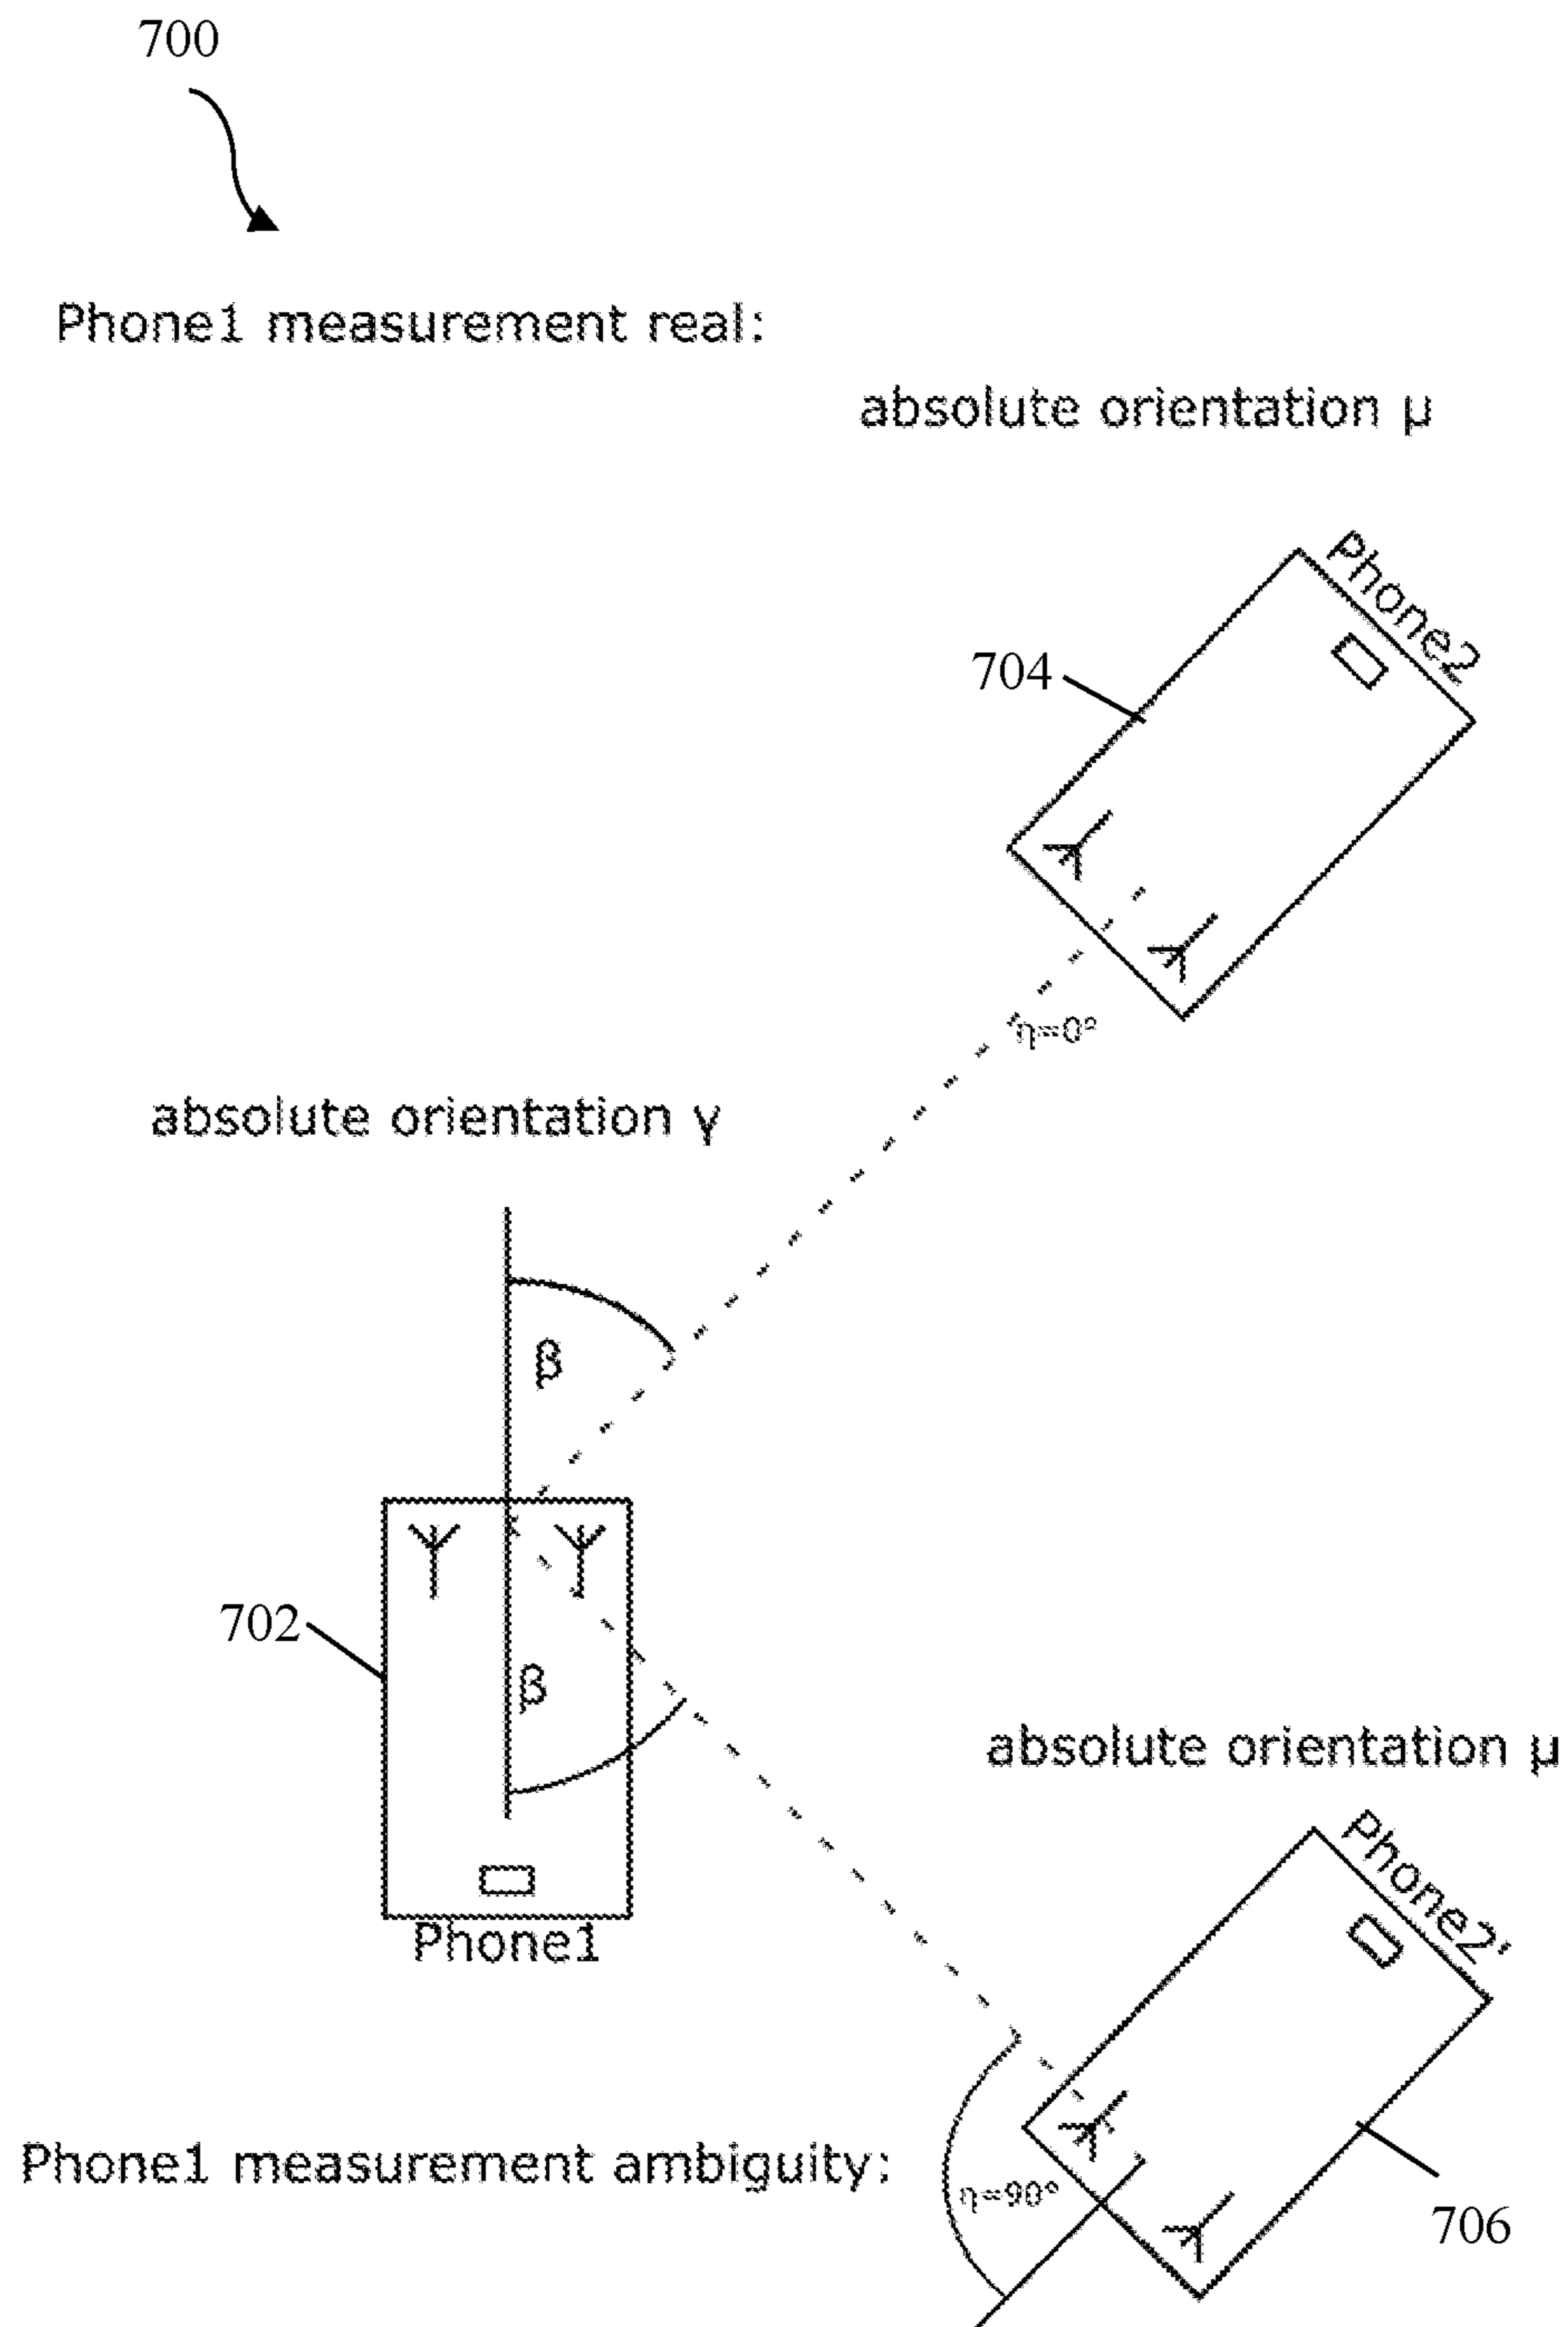 700
Phone1 measurement real:
absolute orientation μ
Phone2
704
η=0°
absolute orientation γ
β
702
β
absolute orientation μ
Phone1
Phone2'
Phone1 measurement ambiguity:
η=90°
706